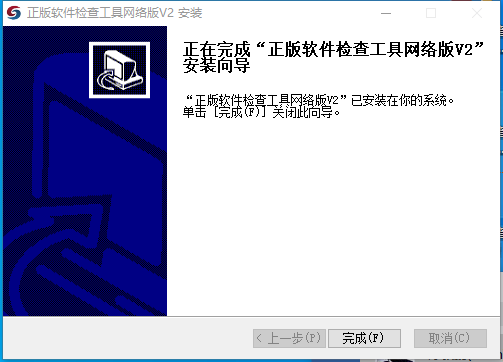 正版软件检查工具网络版V2 安装
正在完成“正版软件检查工具网络版V2”
安装向导
“正版软件检查工具网络版V2”已安装在你的系统。
单击 [完成(F)] 关闭此向导。
< 上一步(P)
完成(F)
取消(C)